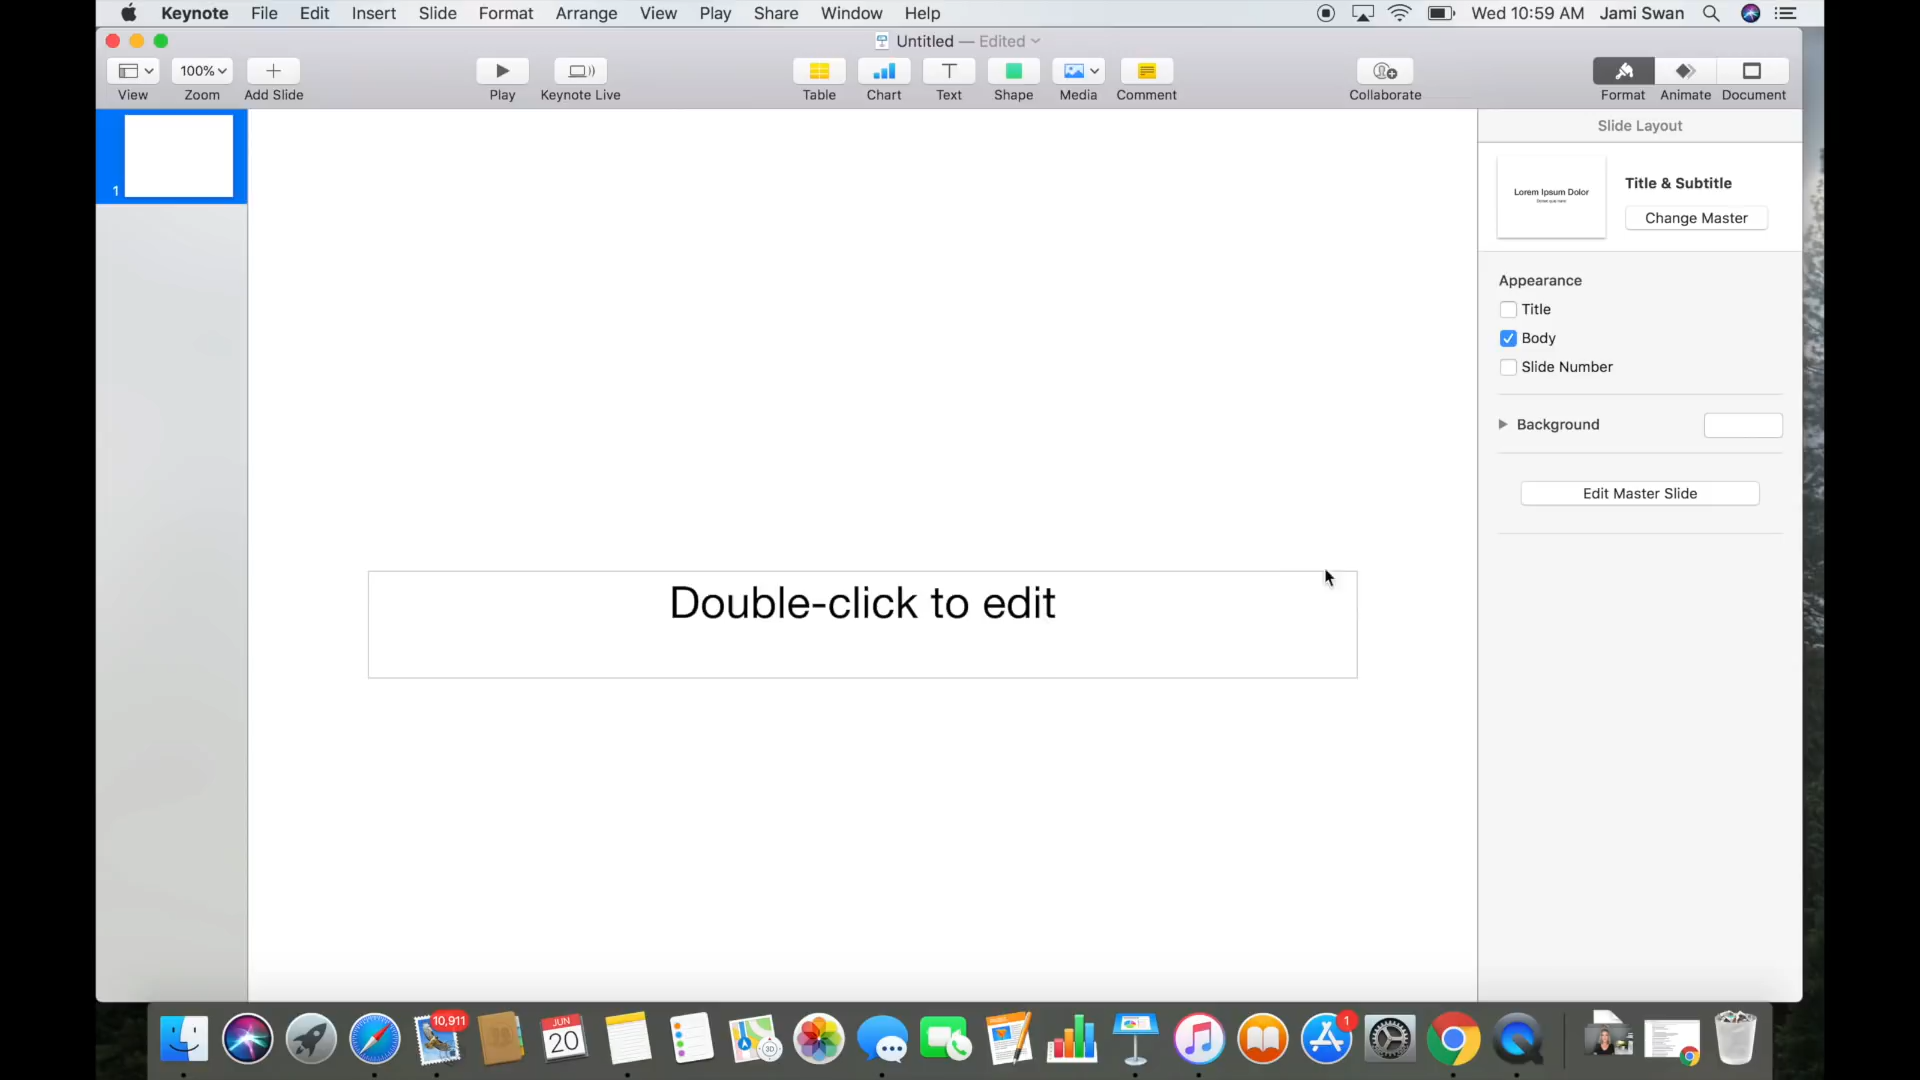 Keynote File Edit Insert Slide Format Arrange View Play Share Window Help Wed 10:59 AM Jami Swan
Untitled — Edited
100%
View Zoom Add Slide Play Keynote Live Table Chart Text Shape Media Comment Collaborate Format Animate Document
Slide Layout
1
Lorem Ipsum Dolor
Title & Subtitle
Change Master
Appearance
Title
Body
Slide Number
Background
Edit Master Slide
Double-click to edit
10,911
JUN
20
3D
1